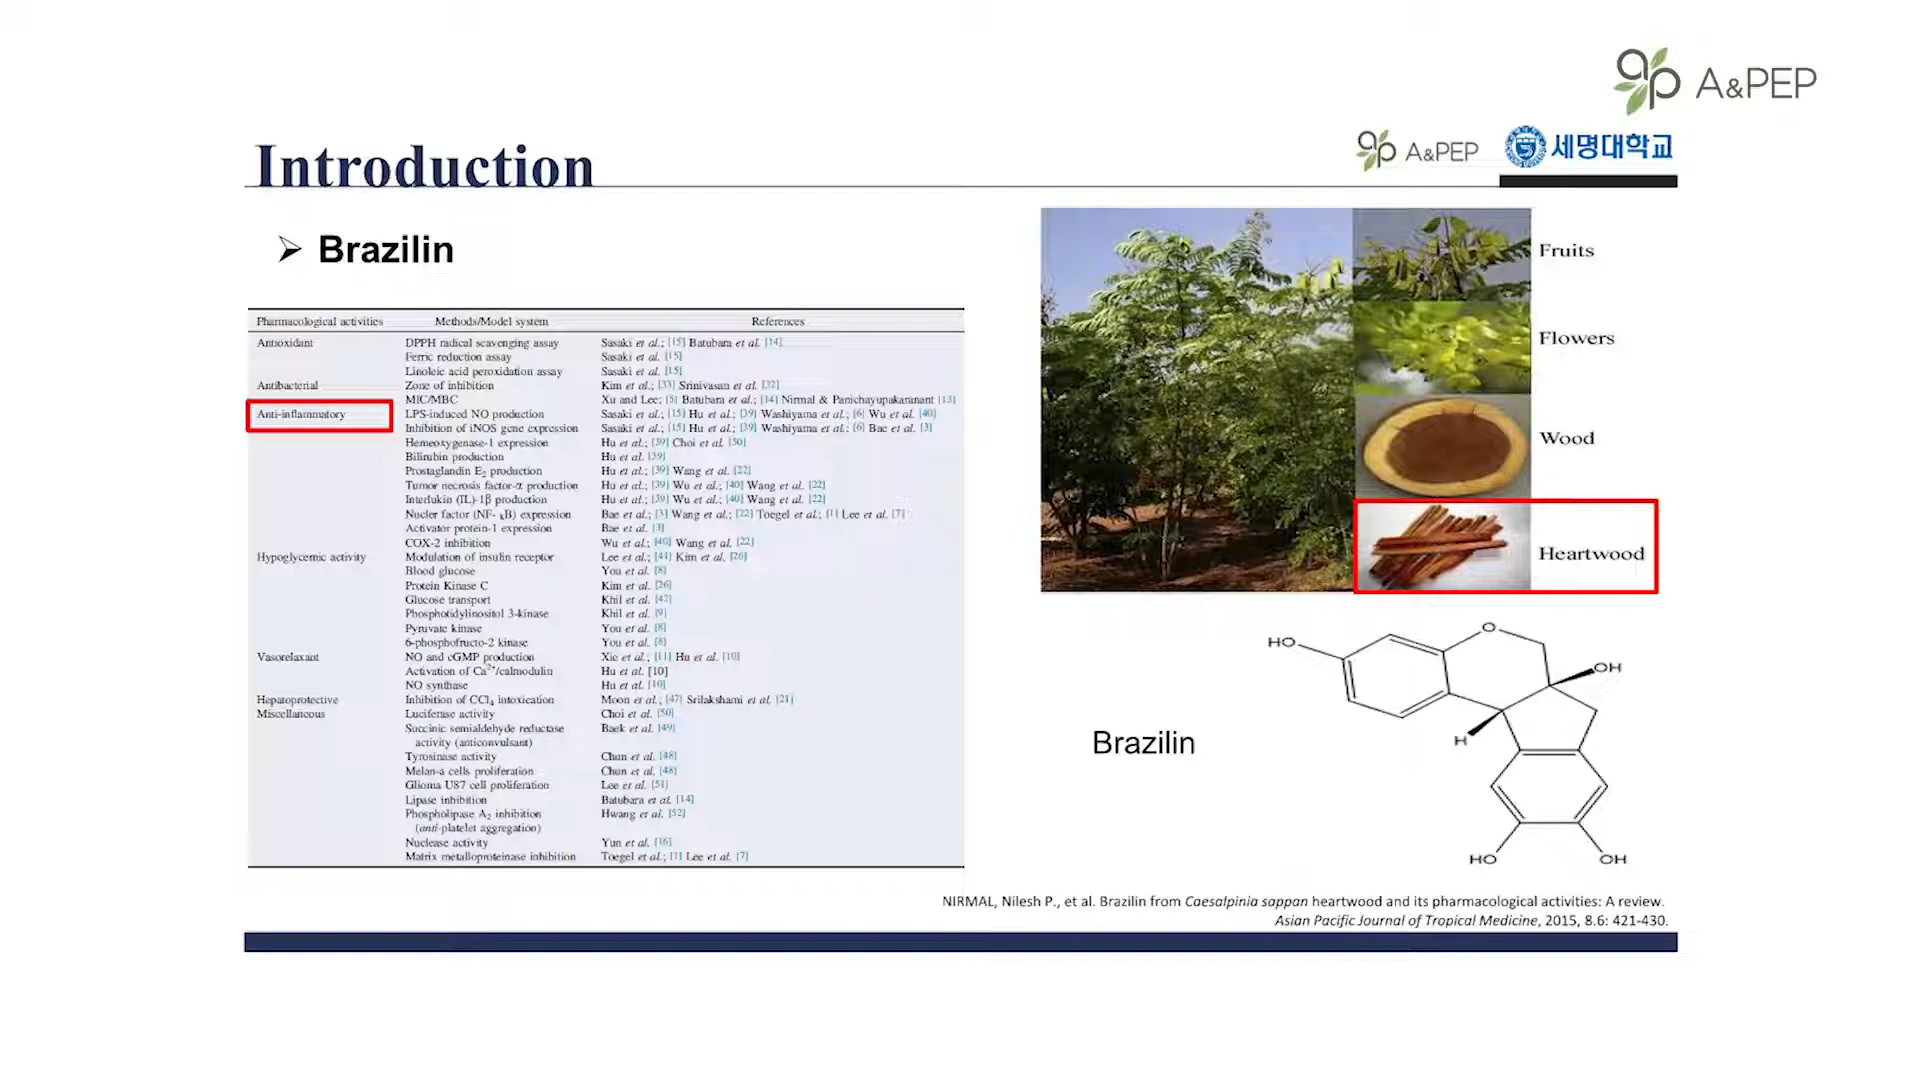 A&PEP
Introduction
A&PEP
세명대학교
➢ Brazilin
Pharmacological activities Methods/Model system References
Antioxidant DPPH radical scavenging assay Sasaki et al.; [15] Batubara et al. [14]
Ferric reduction assay Sasaki et al. [15]
Linoleic acid peroxidation assay Sasaki et al. [15]
Antibacterial Zone of inhibition Kim et al.; [33] Srinivasan et al. [32]
MIC/MBC Xu and Lee; [5] Batubara et al.; [14] Nirmal & Panichayupakaranant [13]
Anti-inflammatory LPS-induced NO production Sasaki et al.; [15] Hu et al.; [39] Washiyama et al.; [6] Wu et al. [40]
Inhibition of iNOS gene expression Sasaki et al.; [15] Hu et al.; [39] Washiyama et al.; [6] Bae et al. [3]
Hemeoxygenase-1 expression Hu et al.; [39] Choi et al. [50]
Bilirubin production Hu et al. [39]
Prostaglandin E2 production Hu et al.; [39] Wang et al. [22]
Tumor necrosis factor-α production Hu et al.; [39] Wu et al.; [40] Wang et al. [22]
Interlukin (IL)-1β production Hu et al.; [39] Wu et al.; [40] Wang et al. [22]
Nucler factor (NF- κB) expression Bae et al.; [3] Wang et al.; [22] Toegel et al.; [1] Lee et al. [7]
Activator protein-1 expression Bae et al. [3]
COX-2 inhibition Wu et al.; [40] Wang et al. [22]
Hypoglycemic activity Modulation of insulin receptor Lee et al.; [41] Kim et al. [26]
Blood glucose You et al. [8]
Protein Kinase C Kim et al. [26]
Glucose transport Khil et al. [42]
Phosphotidylinositol 3-kinase Khil et al. [9]
Pyruvate kinase You et al. [8]
6-phosphofructo-2 kinase You et al. [8]
Vasorelaxant NO and cGMP production Xie et al.; [11] Hu et al. [10]
Activation of Ca2+/calmodulin Hu et al. [10]
NO synthase Hu et al. [10]
Hepatoprotective Inhibition of CCl4 intoxication Moon et al.; [47] Srilakshami et al. [21]
Miscellaneous Luciferase activity Choi et al. [50]
Succinic semialdehyde reductase Baek et al. [49]
activity (anticonvulsant)
Tyrosinase activity Chun et al. [48]
Melan-a cells proliferation Chun et al. [48]
Glioma U87 cell proliferation Lee et al. [51]
Lipase inhibition Batubara et al. [14]
Phospholipase A2 inhibition Hwang et al. [52]
(anti-platelet aggregation)
Nuclease activity Yun et al. [16]
Matrix metalloproteinase inhibition Toegel et al.; [1] Lee et al. [7]
Fruits
Flowers
Wood
Heartwood
HO
O
OH
H
HO
OH
Brazilin
NIRMAL, Nilesh P., et al. Brazilin from Caesalpinia sappan heartwood and its pharmacological activities: A review.
Asian Pacific Journal of Tropical Medicine, 2015, 8.6: 421-430.